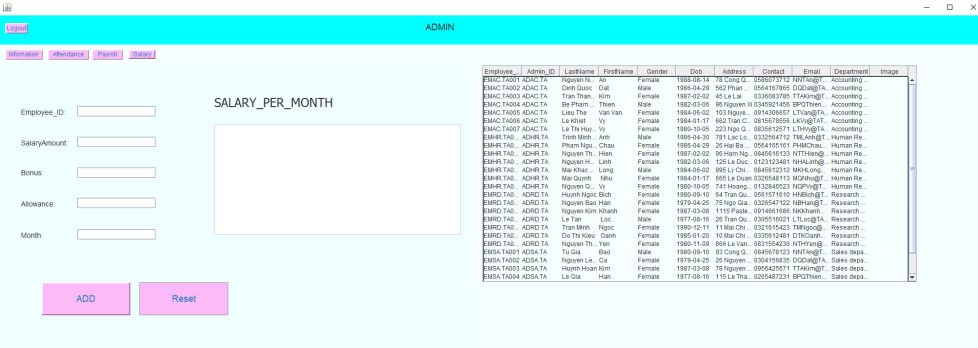 Logout
ADMIN
Infomation Attendance Payroll Salary
Employee_ID:
SalaryAmount:
Bonus:
Allowance:
Month:
ADD Reset
SALARY_PER_MONTH
Employee_... Admin_ID LastName FirstName Gender Dob Address Contact Email Department Image
EMAC.TA001 ADAC.TA Nguyen N... An Female 1988-08-14 78 Cong Q... 0586073712 NNTAn@T... Accounting ...
EMAC.TA002 ADAC.TA Dinh Quoc Dat Male 1986-04-29 562 Phan ... 0564167865 DQDat@TA... Accounting ...
EMAC.TA003 ADAC.TA Tran Than... Kim Female 1987-02-02 45 Le Lai 0336083785 TTAKim@T... Accounting ...
EMAC.TA004 ADAC.TA Be Pham ... Thien Male 1982-03-06 96 Nguyen Xi 0345921456 BPQThien... Accounting ...
EMAC.TA005 ADAC.TA Lieu The Van Van Female 1984-06-02 103 Nguye... 0914306657 LTVan@TA... Accounting ...
EMAC.TA006 ADAC.TA Le Khiet Vy Female 1984-01-17 662 Tran C... 0815678556 LKVy@TAT... Accounting ...
EMAC.TA007 ADAC.TA Le Thi Huy... Vy Female 1980-10-05 223 Ngo Q... 0835612571 LTHVy@TA... Accounting ...
EMHR.TA0... ADHR.TA Trinh Minh ... Anh Male 1986-04-30 781 Lac Lo... 0332564712 TMLAnh@T... Human Re...
EMHR.TA0... ADHR.TA Pham Ngu... Chau Female 1986-04-29 26 Hai Ba ... 0564165161 PHMChau... Human Re...
EMHR.TA0... ADHR.TA Nguyen Th... Hien Female 1987-02-02 96 Ham Ng... 0845616133 NTTHien@... Human Re...
EMHR.TA0... ADHR.TA Nguyen H... Linh Female 1982-03-06 125 Le Duc... 0123123481 NHALinh@... Human Re...
EMHR.TA0... ADHR.TA Mai Khac ... Long Male 1984-06-02 995 Ly Chi... 0845612312 MKHLong... Human Re...
EMHR.TA0... ADHR.TA Mai Quynh Nhu Female 1984-01-17 665 Le Duan 0326548113 MQNhu@T... Human Re...
EMHR.TA0... ADHR.TA Nguyen Q... Vy Female 1980-10-05 741 Hoang... 0132846523 NQPVy@T... Human Re...
EMRD.TA0... ADRD.TA Huynh Ngoc Bich Female 1980-09-10 64 Tran Qu... 0561571610 HNBich@T... Research ...
EMRD.TA0... ADRD.TA Nguyen Bao Han Female 1979-04-25 75 Ngo Gia... 0326547122 NBHan@T... Research ...
EMRD.TA0... ADRD.TA Nguyen Kim Khanh Female 1987-03-08 1115 Paste... 0914661686 NKKhanh... Research ...
EMRD.TA0... ADRD.TA Le Tan Loc Male 1977-08-16 26 Tran Qu... 0305516021 LTLoc@TA... Research ...
EMRD.TA0... ADRD.TA Tran Minh Ngoc Female 1990-12-11 11 Mai Chi ... 0321615423 TMNgoc@... Research ...
EMRD.TA0... ADRD.TA Do Thi Kieu Oanh Female 1985-01-20 10 Mai Chi ... 0335612481 DTKOanh... Research ...
EMRD.TA0... ADRD.TA Nguyen Th... Yen Female 1980-11-09 866 Le Van... 0831554230 NTHYen@... Research ...
EMSA.TA001 ADSA.TA Tu Gia Bao Male 1980-09-10 93 Cong Q... 0845678123 NNTAn@T... Sales depa...
EMSA.TA002 ADSA.TA Nguyen Le... Ca Female 1979-04-25 26 Nguyen ... 0304156835 DQDat@TA... Sales depa...
EMSA.TA003 ADSA.TA Huynh Hoan Kim Female 1987-03-08 78 Nguyen ... 0956425671 TTAKim@T... Sales depa...
EMSA.TA004 ADSA.TA Le Gia Han Female 1977-08-16 115 Le Tha... 0265487231 BPQThien... Sales depa...